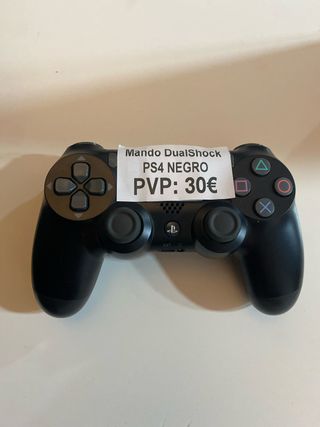 Mando DualShock
PS4 NEGRO
PVP: 30€